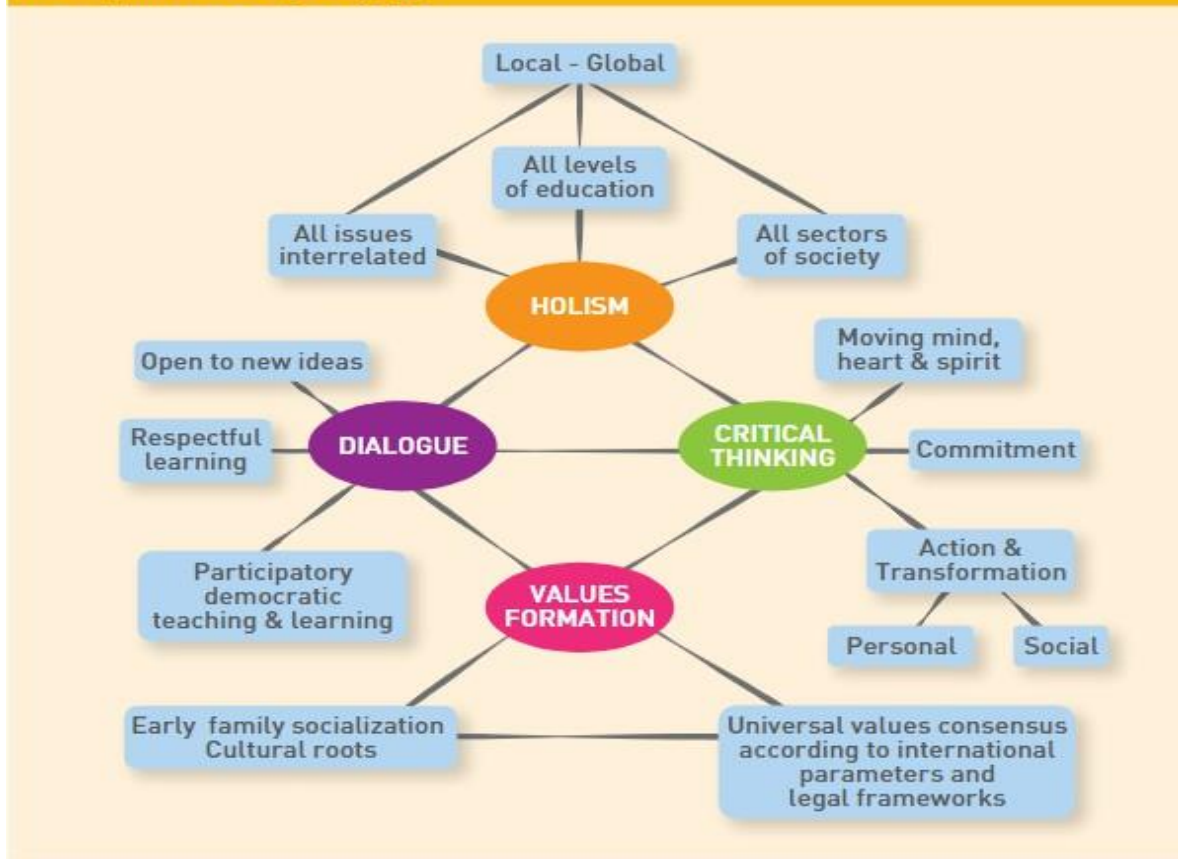 Local - Global
All levels
of education
All issues
interrelated
All sectors
of society
HOLISM
Moving mind,
heart & spirit
Open to new ideas
Respectful
learning
DIALOGUE
CRITICAL
THINKING
Commitment
Participatory
democratic
teaching & learning
Action &
Transformation
VALUES
FORMATION
Personal
Social
Early family socialization
Cultural roots
Universal values consensus
according to international
parameters and
legal frameworks